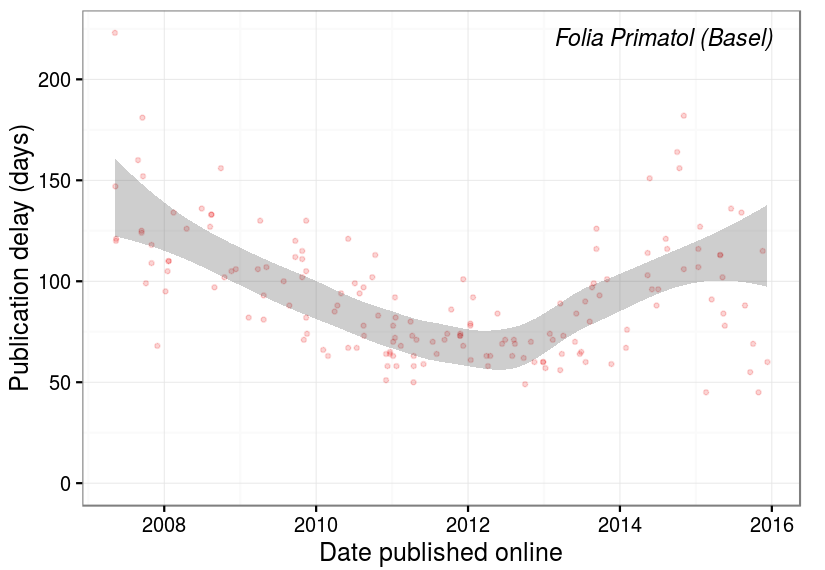 Folia Primatol (Basel)
Publication delay (days)
200
150
100
50
0
2008 2010 2012 2014 2016
Date published online